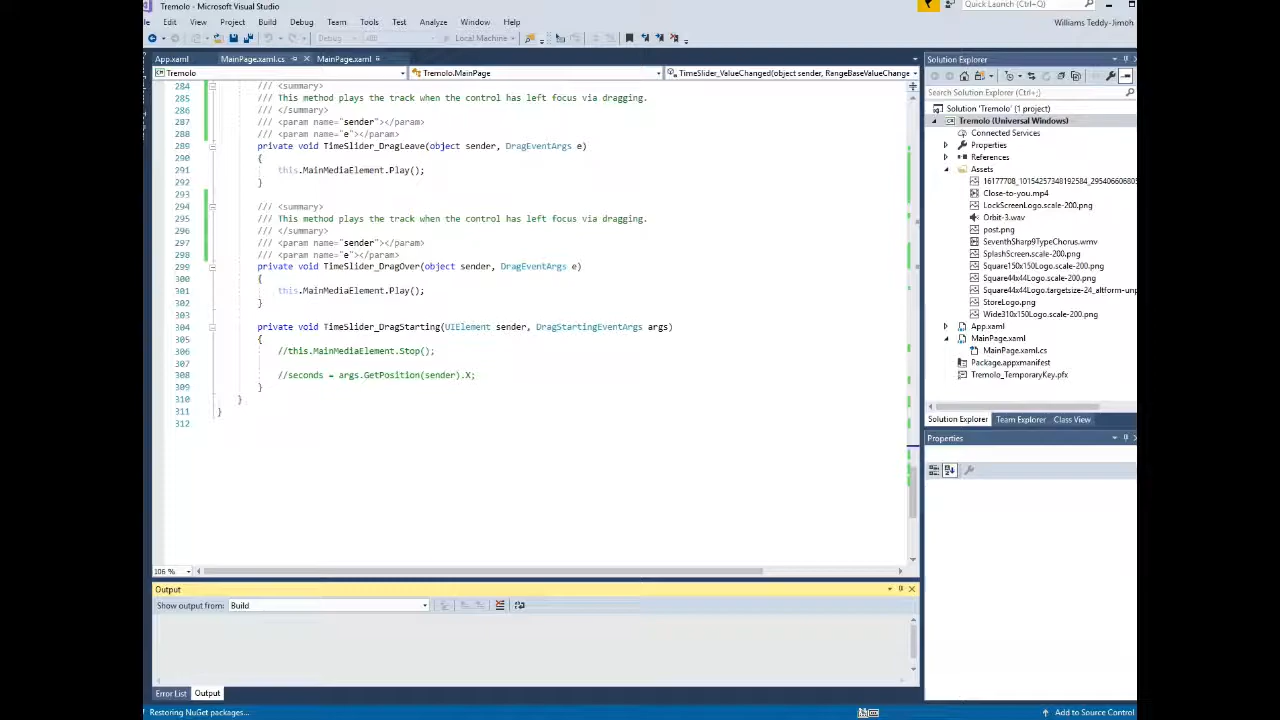 Tremolo - Microsoft Visual Studio
Quick Launch (Ctrl+Q)
Edit View Project Build Debug Team Tools Test Analyze Window Help
Williams Teddy-Jimoh
Debug Local Machine
App.xaml MainPage.xaml.cs MainPage.xaml
Tremolo Tremolo.MainPage TimeSlider_ValueChanged(object sender, RangeBaseValueChange
284 /// <summary>
285 /// This method plays the track when the control has left focus via dragging.
286 /// </summary>
287 /// <param name="sender"></param>
288 /// <param name="e"></param>
289 private void TimeSlider_DragLeave(object sender, DragEventArgs e)
290 {
291 this.MainMediaElement.Play();
292 }
293
294 /// <summary>
295 /// This method plays the track when the control has left focus via dragging.
296 /// </summary>
297 /// <param name="sender"></param>
298 /// <param name="e"></param>
299 private void TimeSlider_DragOver(object sender, DragEventArgs e)
300 {
301 this.MainMediaElement.Play();
302 }
303
304 private void TimeSlider_DragStarting(UIElement sender, DragStartingEventArgs args)
305 {
306 //this.MainMediaElement.Stop();
307
308 //seconds = args.GetPosition(sender).X;
309 }
310 }
311 }
312
106 %
Output
Show output from: Build
Error List Output
Restoring NuGet packages...
Solution Explorer
Search Solution Explorer (Ctrl+;)
Solution 'Tremolo' (1 project)
Tremolo (Universal Windows)
Connected Services
Properties
References
Assets
Close-to-you.mp4
LockScreenLogo.scale-200.png
Orbit-3.wav
post.png
SeventhSharp9TypeChorus.wmv
SplashScreen.scale-200.png
Square150x150Logo.scale-200.png
Square44x44Logo.scale-200.png
Square44x44Logo.targetsize-24_altform-unp
StoreLogo.png
Wide310x150Logo.scale-200.png
App.xaml
MainPage.xaml
MainPage.xaml.cs
Package.appxmanifest
Tremolo_TemporaryKey.pfx
Solution Explorer Team Explorer Class View
Properties
Add to Source Control